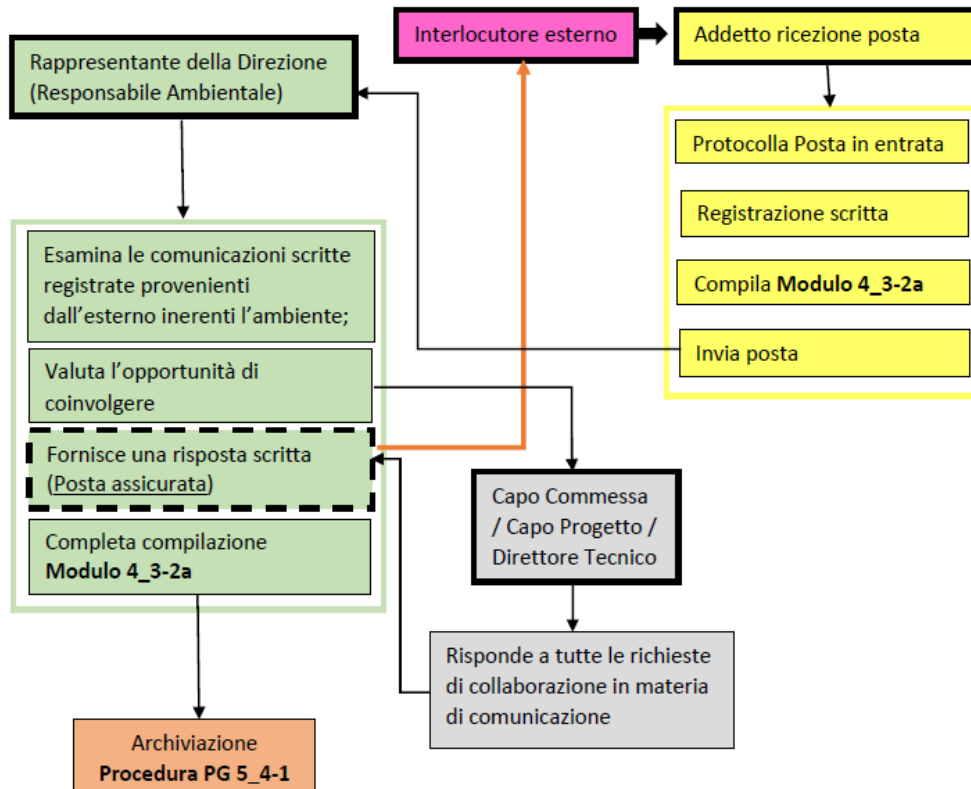 Interlocutore esterno
Addetto ricezione posta
Rappresentante della Direzione
(Responsabile Ambientale)
Protocolla Posta in entrata
Registrazione scritta
Compila Modulo 4_3-2a
Invia posta
Esamina le comunicazioni scritte
registrate provenienti
dall'esterno inerenti l'ambiente;
Valuta l'opportunità di
coinvolgere
Fornisce una risposta scritta
(Posta assicurata)
Completa compilazione
Modulo 4_3-2a
Capo Commessa
/ Capo Progetto /
Direttore Tecnico
Risponde a tutte le richieste
di collaborazione in materia
di comunicazione
Archiviazione
Procedura PG 5_4-1